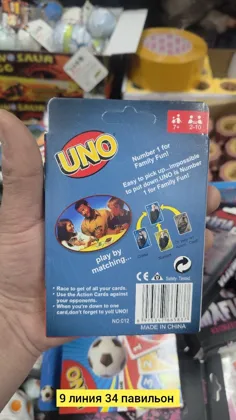 UNO
7+ 2-10
Number 1 for
Family Fun!
Easy to pick up...impossible
to put down.UNO is Number
1 for Family Fun!
play by
matching...
• Race to get of all your cards.
• Use the Action Cards against
your opponents.
• When you're down to one
card,don't forget to yell UNO!
NO:012
CE
Safety Tested
MADE IN CHINA
9 линия 34 павильон